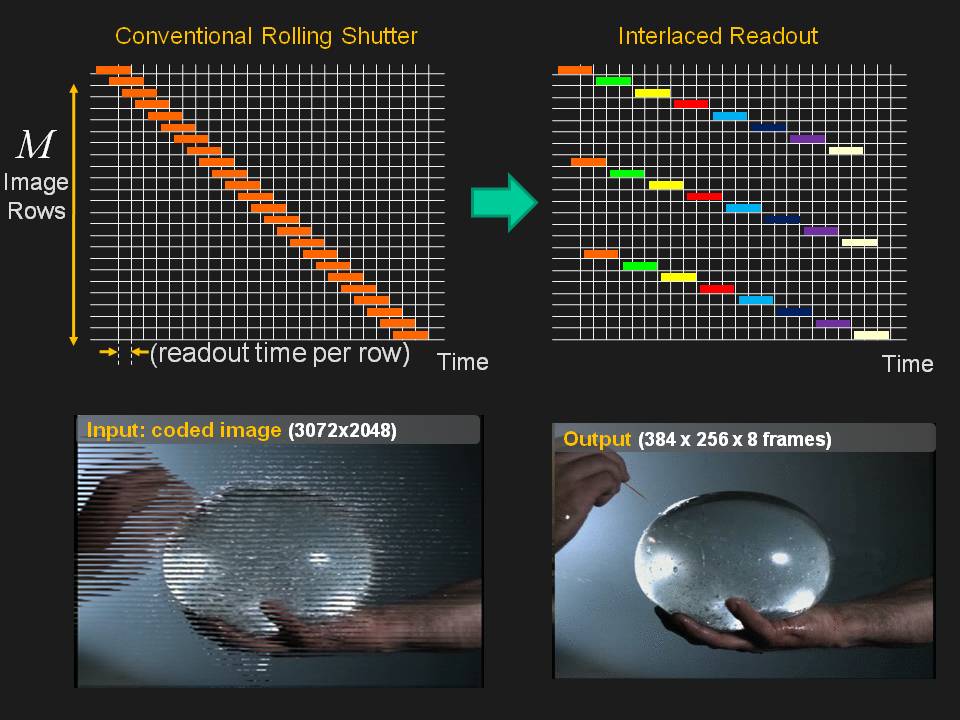 Conventional Rolling Shutter
Interlaced Readout
M
Image
Rows
(readout time per row)
Time
Time
Input: coded image (3072x2048)
Output (384 x 256 x 8 frames)